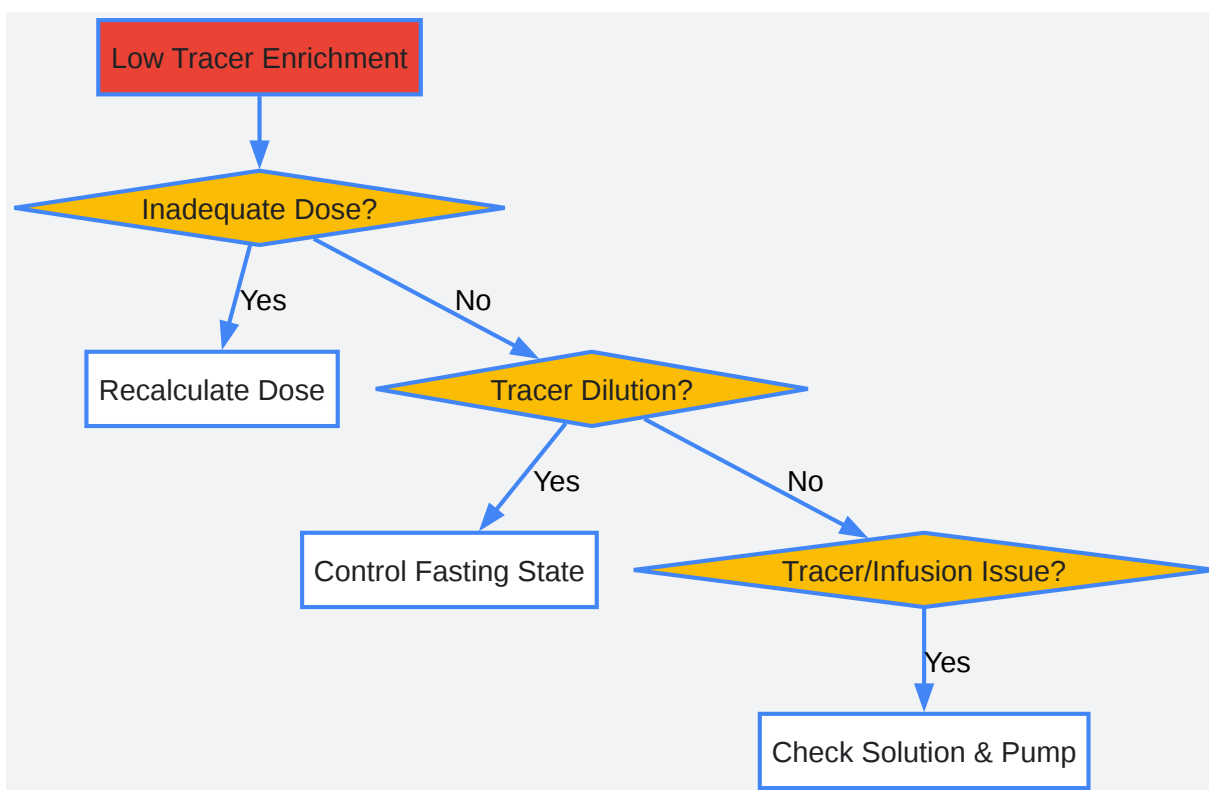 Low Tracer Enrichment
Inadequate Dose?
Yes
No
Recalculate Dose
Tracer Dilution?
Yes
No
Control Fasting State
Tracer/Infusion Issue?
Yes
Check Solution & Pump